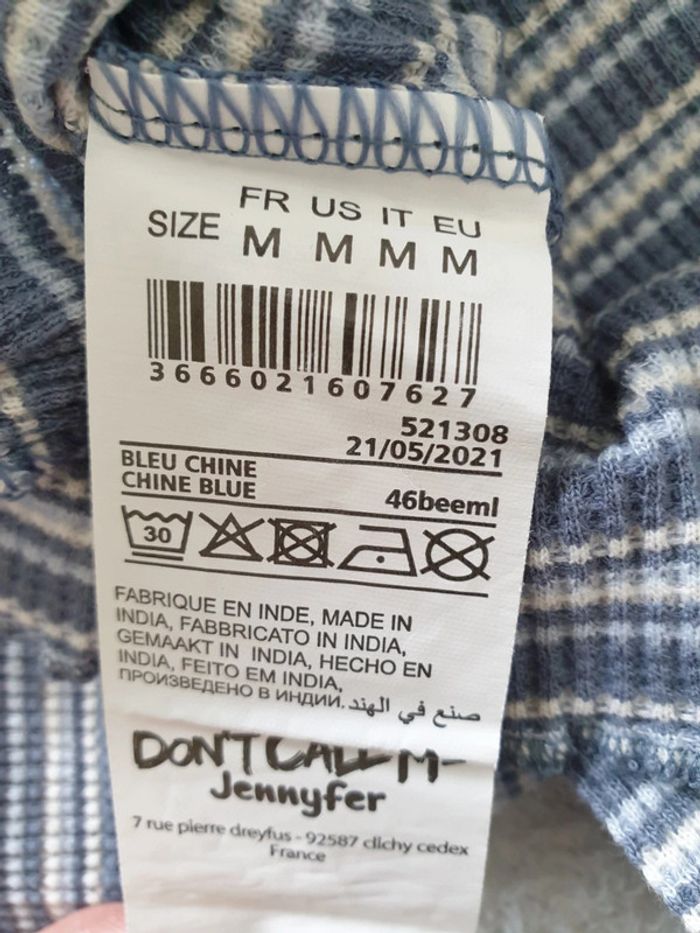 FR US IT EU
SIZE M M M M
3666021607627
521308
21/05/2021
BLEU CHINE
CHINE BLUE
46beeml
30
FABRIQUE EN INDE, MADE IN
INDIA, FABBRICATO IN INDIA,
GEMAAKT IN INDIA, HECHO EN
INDIA, FEITO EM INDIA,
ПРОИЗВЕДЕНО В ИНДИИ. صنع في الهند
DON'T CALL M-
Jennyfer
7 rue pierre dreyfus - 92587 clichy cedex
France